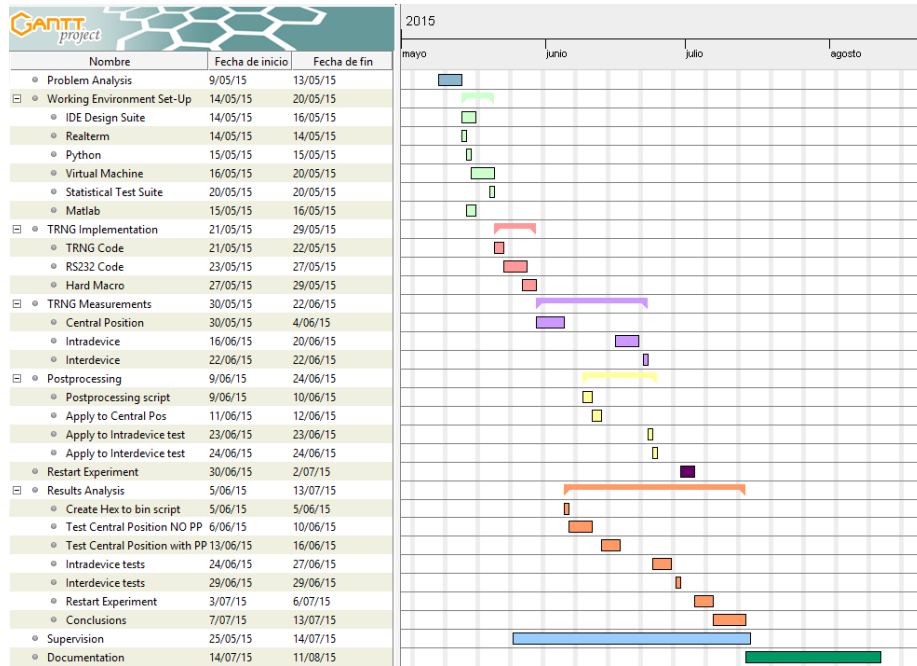 GANTT
project
2015
mayo junio julio agosto
Nombre Fecha de inicio Fecha de fin
Problem Analysis 9/05/15 13/05/15
Working Environment Set-Up 14/05/15 20/05/15
IDE Design Suite 14/05/15 16/05/15
Realterm 14/05/15 14/05/15
Python 15/05/15 15/05/15
Virtual Machine 16/05/15 20/05/15
Statistical Test Suite 20/05/15 20/05/15
Matlab 15/05/15 16/05/15
TRNG Implementation 21/05/15 29/05/15
TRNG Code 21/05/15 22/05/15
RS232 Code 23/05/15 27/05/15
Hard Macro 27/05/15 29/05/15
TRNG Measurements 30/05/15 22/06/15
Central Position 30/05/15 4/06/15
Intradevice 16/06/15 20/06/15
Interdevice 22/06/15 22/06/15
Postprocessing 9/06/15 24/06/15
Postprocessing script 9/06/15 10/06/15
Apply to Central Pos 11/06/15 12/06/15
Apply to Intradevice test 23/06/15 23/06/15
Apply to Interdevice test 24/06/15 24/06/15
Restart Experiment 30/06/15 2/07/15
Results Analysis 5/06/15 13/07/15
Create Hex to bin script 5/06/15 5/06/15
Test Central Position NO PP 6/06/15 10/06/15
Test Central Position with PP 13/06/15 16/06/15
Intradevice tests 24/06/15 27/06/15
Interdevice tests 29/06/15 29/06/15
Restart Experiment 3/07/15 6/07/15
Conclusions 7/07/15 13/07/15
Supervision 25/05/15 14/07/15
Documentation 14/07/15 11/08/15